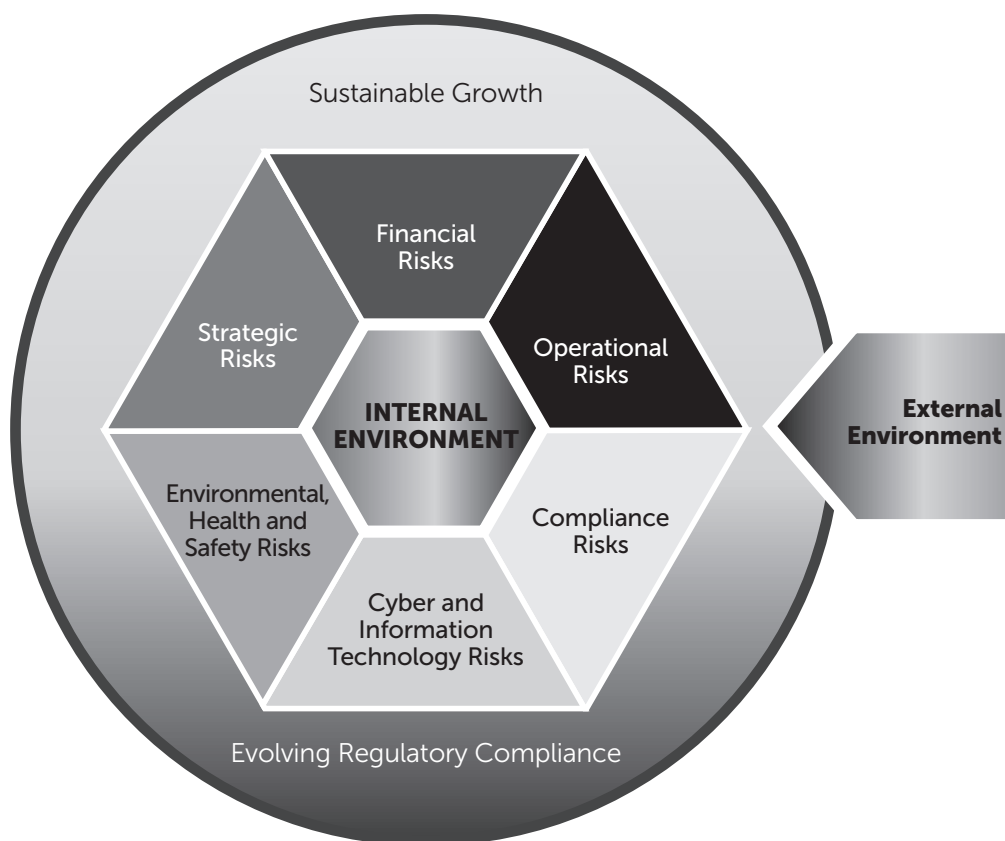 Sustainable Growth
Financial
Risks
Strategic
Risks
Operational
Risks
INTERNAL
ENVIRONMENT
External
Environment
Environmental,
Health and
Safety Risks
Compliance
Risks
Cyber and
Information
Technology Risks
Evolving Regulatory Compliance